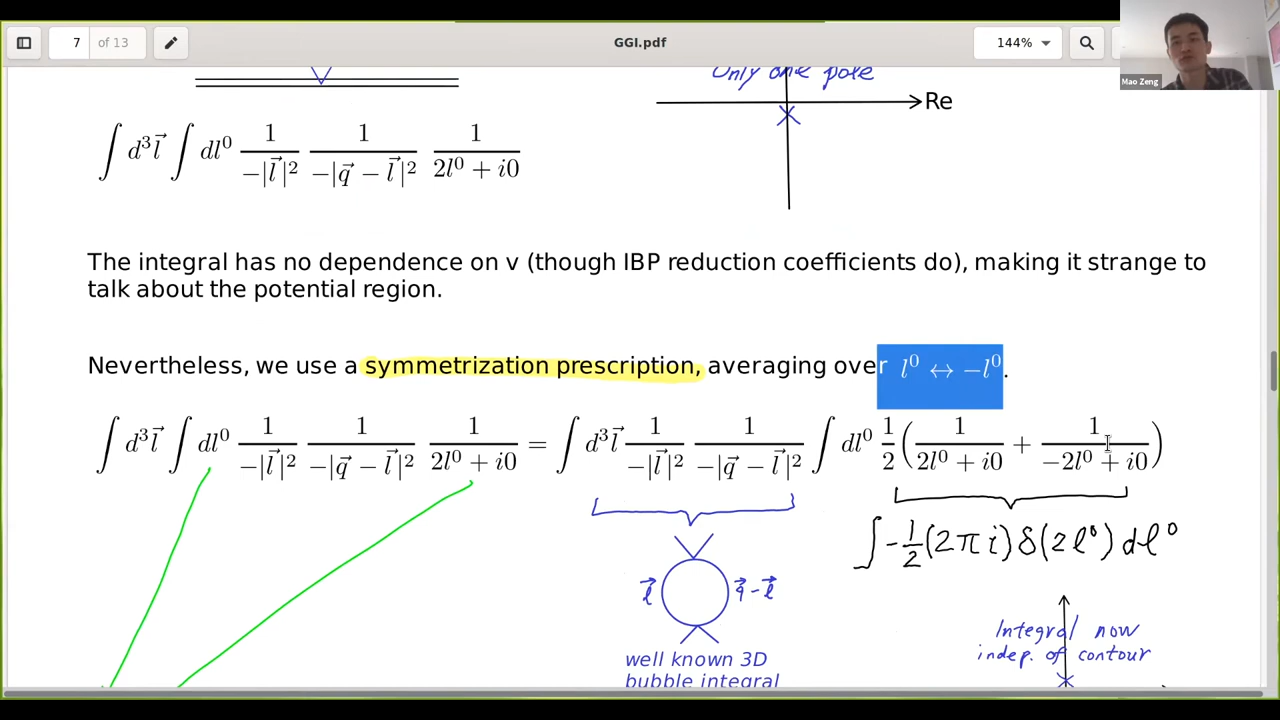 7 of 13
GGI.pdf
144%
Mao Zeng
Only one pole
Re
∫ d³l⃗ ∫ dl⁰ 1/(−|l⃗|²) 1/(−|q⃗ − l⃗|²) 1/(2l⁰ + i0)
The integral has no dependence on v (though IBP reduction coefficients do), making it strange to
talk about the potential region.
Nevertheless, we use a symmetrization prescription, averaging over l⁰ ↔ −l⁰.
∫ d³l⃗ ∫ dl⁰ 1/(−|l⃗|²) 1/(−|q⃗ − l⃗|²) 1/(2l⁰ + i0) = ∫ d³l⃗ 1/(−|l⃗|²) 1/(−|q⃗ − l⃗|²) ∫ dl⁰ 1/2 (1/(2l⁰ + i0) + 1/(−2l⁰ + i0))
∫ −1/2 (2πi) δ(2l⁰) dl⁰
l⃗ q⃗−l⃗
well known 3D
bubble integral
Integral now
indep. of contour